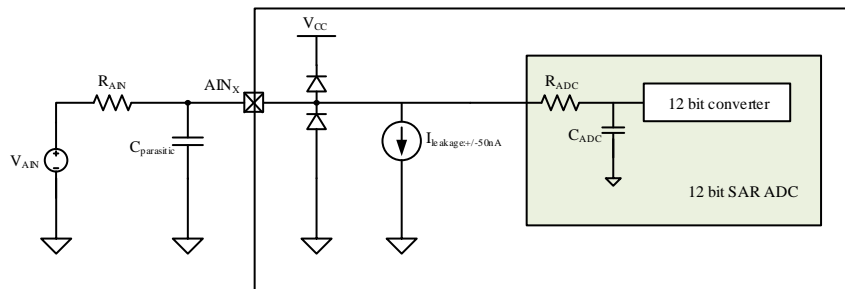 V_CC
R_AIN
AIN_X
R_ADC
12 bit converter
V_AIN
+
-
C_parasitic
I_leakage:+/-50nA
C_ADC
12 bit SAR ADC